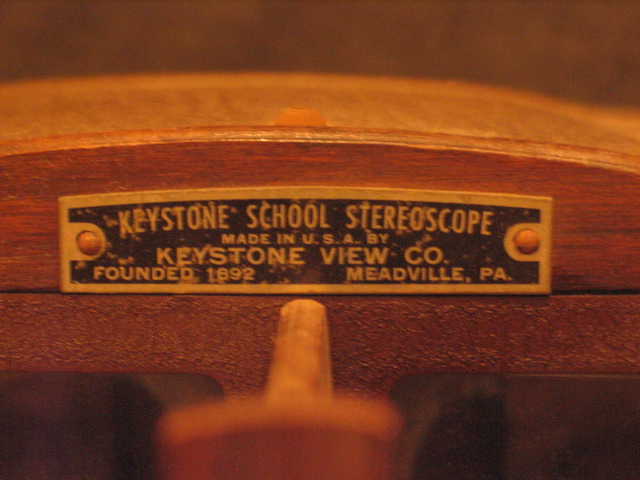 KEYSTONE SCHOOL STEREOSCOPE
MADE IN U.S.A. BY
KEYSTONE VIEW CO.
FOUNDED 1892 MEADVILLE, PA.